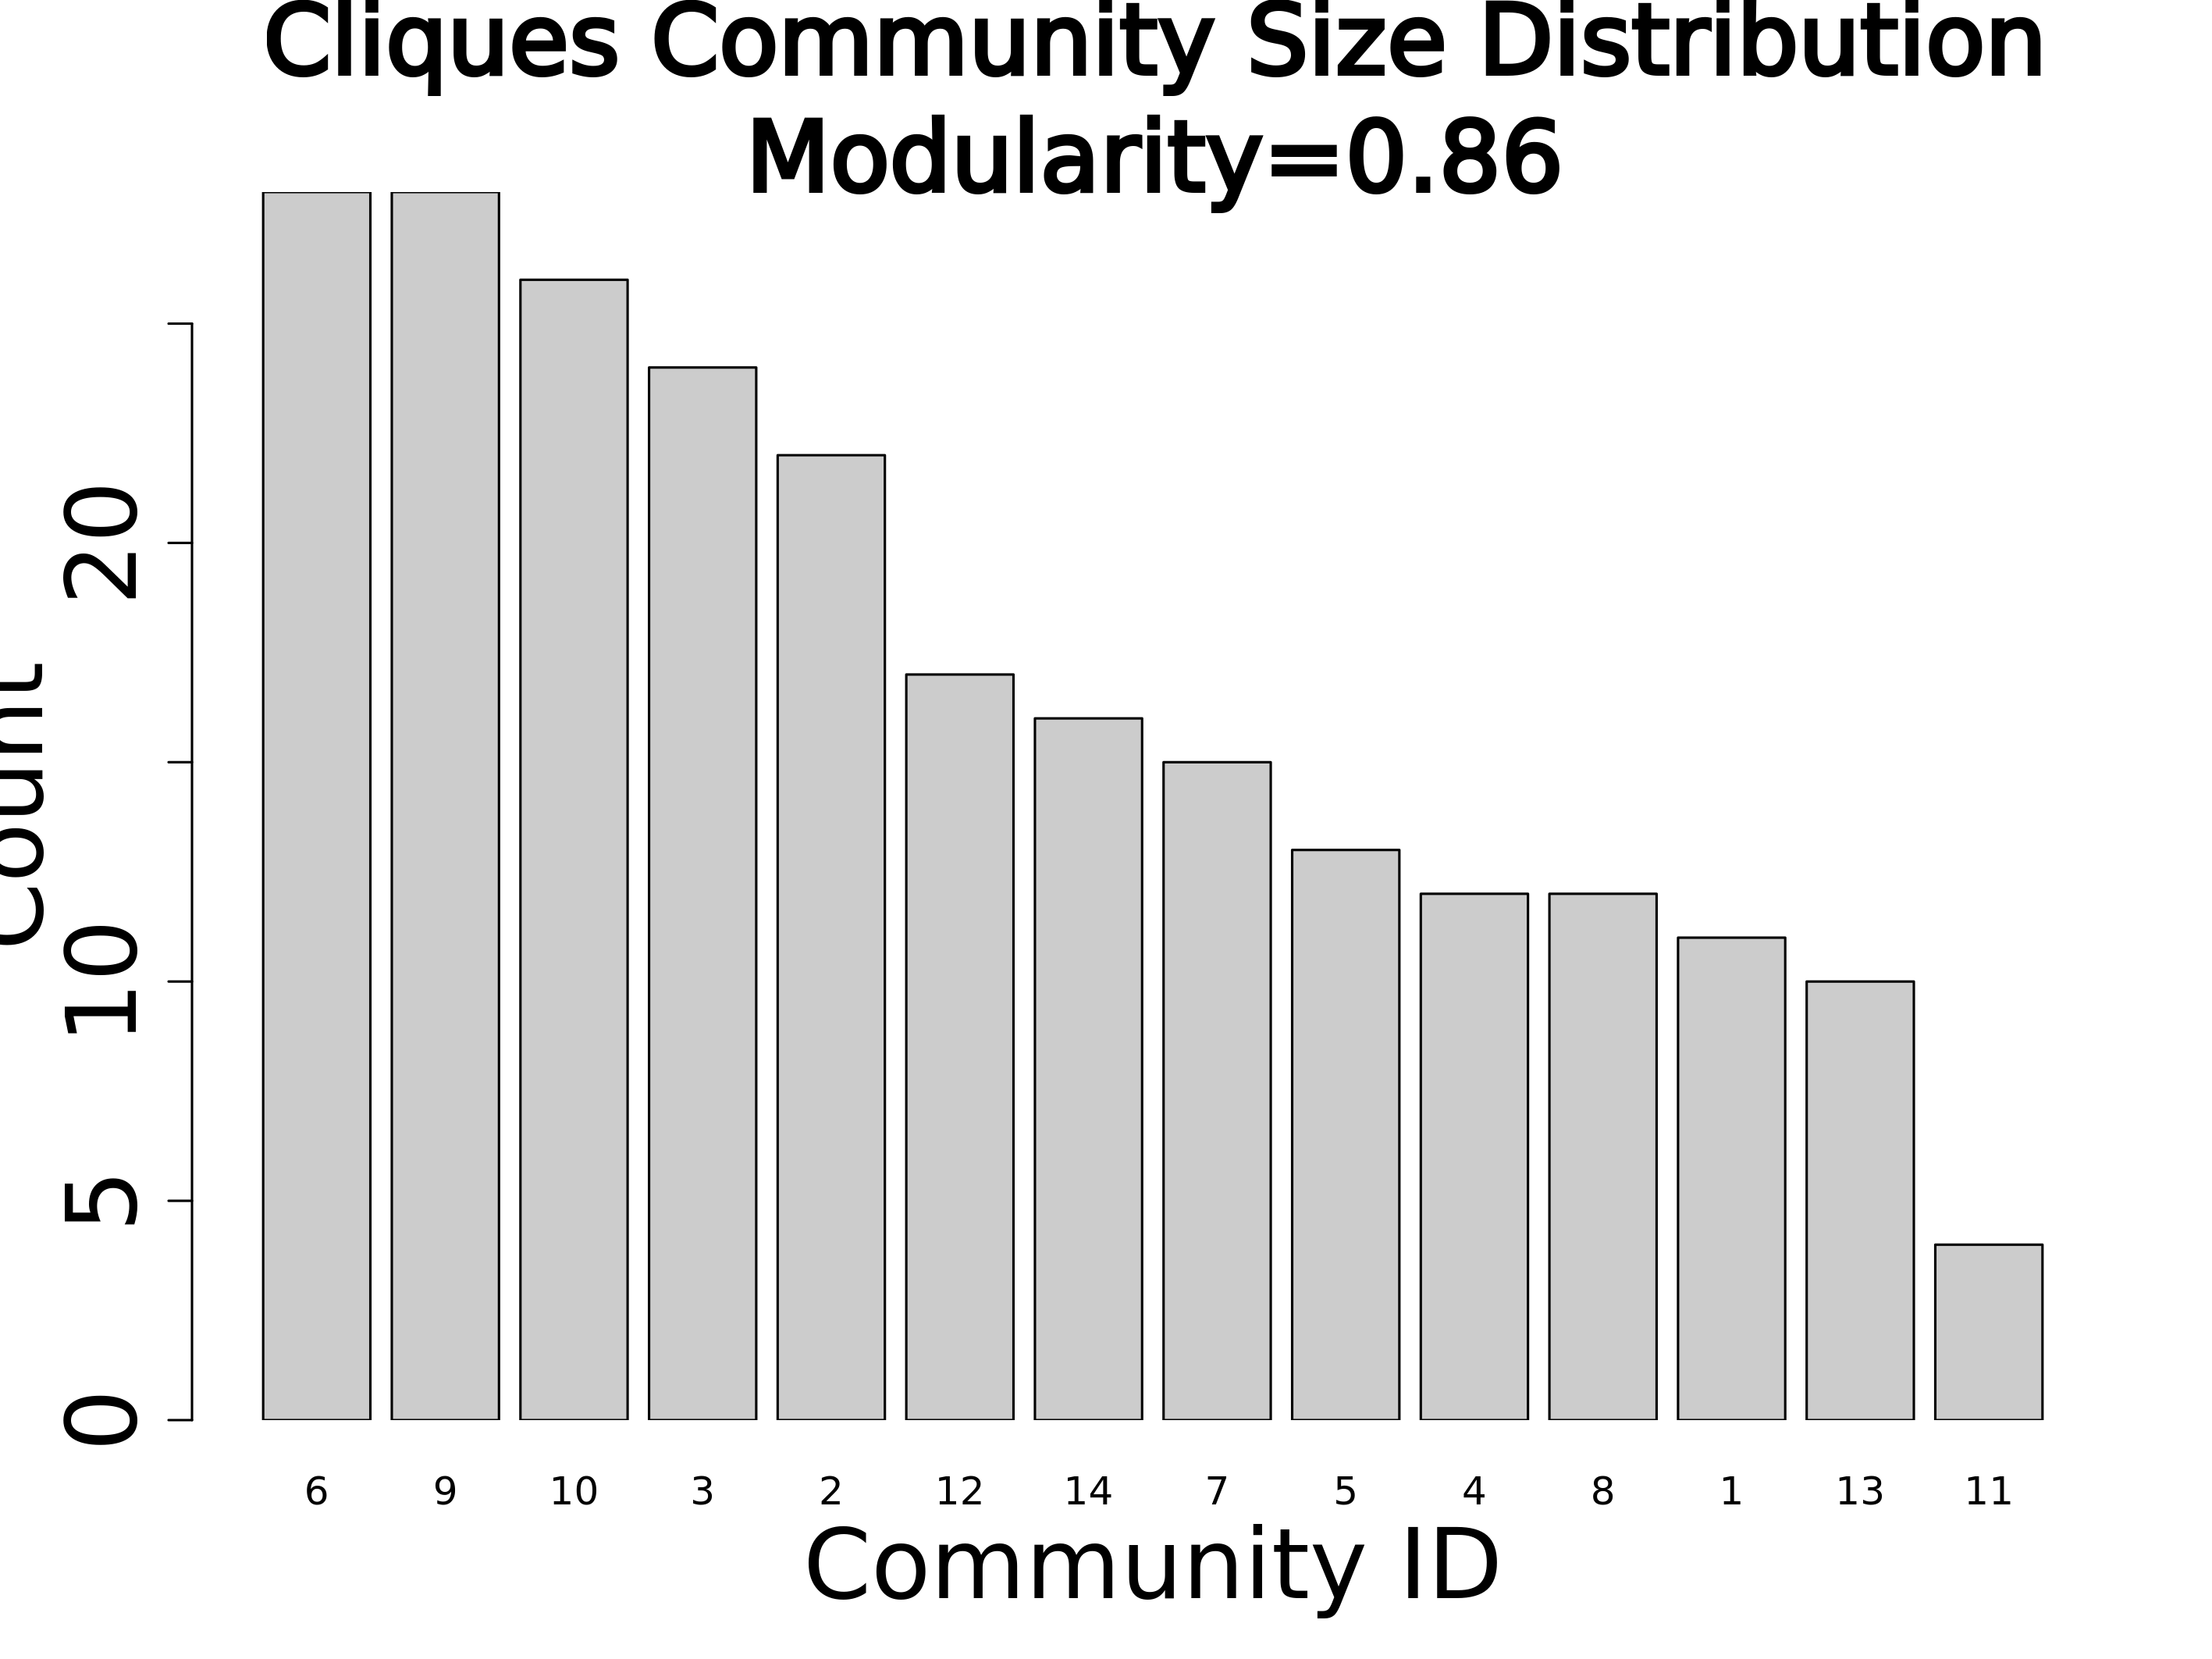 Cliques Community Size Distribution
Modularity=0.86
Count
20
10
5
0
6 9 10 3 2 12 14 7 5 4 8 1 13 11
Community ID